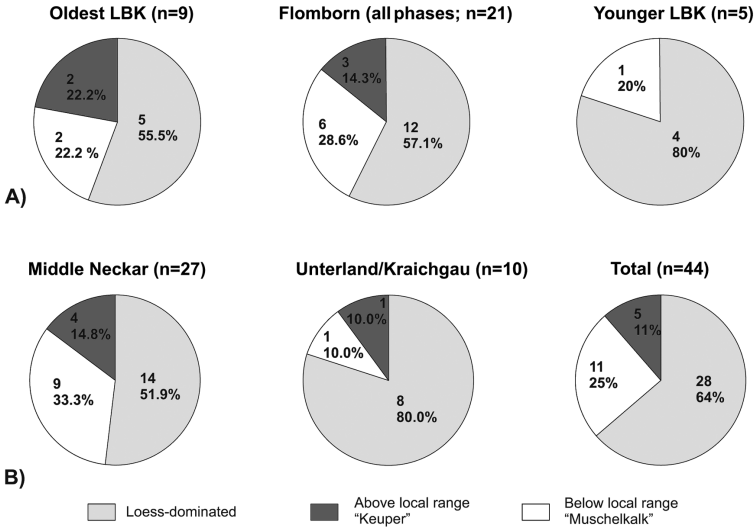 Oldest LBK (n=9)
Flomborn (all phases; n=21)
Younger LBK (n=5)
2
22.2%
2
22.2 %
5
55.5%
3
14.3%
6
28.6%
12
57.1%
1
20%
4
80%
A)
Middle Neckar (n=27)
Unterland/Kraichgau (n=10)
Total (n=44)
4
14.8%
9
33.3%
14
51.9%
1
10.0%
1
10.0%
8
80.0%
5
11%
11
25%
28
64%
B)
Loess-dominated
Above local range
“Keuper”
Below local range
“Muschelkalk”